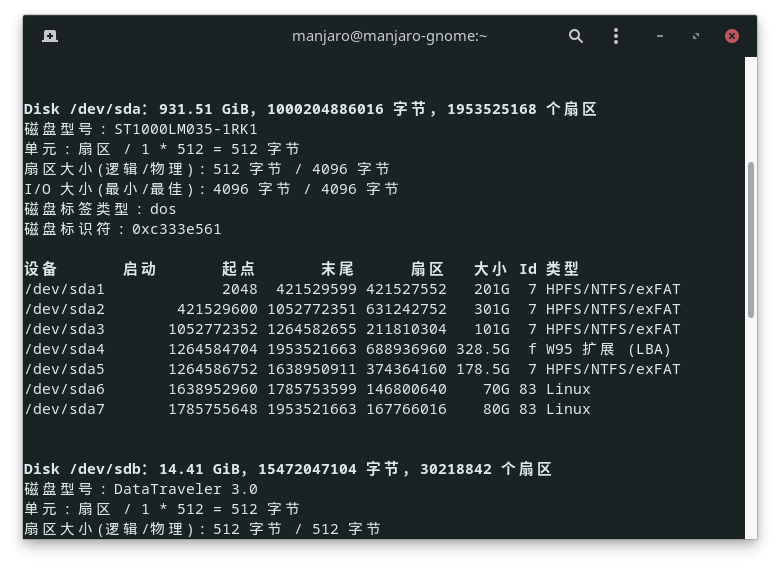 manjaro@manjaro-gnome:~
Disk /dev/sda：931.51 GiB，1000204886016 字节，1953525168 个扇区
磁盘型号：ST1000LM035-1RK1
单元：扇区 / 1 * 512 = 512 字节
扇区大小(逻辑/物理)：512 字节 / 4096 字节
I/O 大小(最小/最佳)：4096 字节 / 4096 字节
磁盘标签类型：dos
磁盘标识符：0xc333e561
设备 启动 起点 末尾 扇区 大小 Id 类型
/dev/sda1 2048 421529599 421527552 201G 7 HPFS/NTFS/exFAT
/dev/sda2 421529600 1052772351 631242752 301G 7 HPFS/NTFS/exFAT
/dev/sda3 1052772352 1264582655 211810304 101G 7 HPFS/NTFS/exFAT
/dev/sda4 1264584704 1953521663 688936960 328.5G f W95 扩展 (LBA)
/dev/sda5 1264586752 1638950911 374364160 178.5G 7 HPFS/NTFS/exFAT
/dev/sda6 1638952960 1785753599 146800640 70G 83 Linux
/dev/sda7 1785755648 1953521663 167766016 80G 83 Linux
Disk /dev/sdb：14.41 GiB，15472047104 字节，30218842 个扇区
磁盘型号：DataTraveler 3.0
单元：扇区 / 1 * 512 = 512 字节
扇区大小(逻辑/物理)：512 字节 / 512 字节